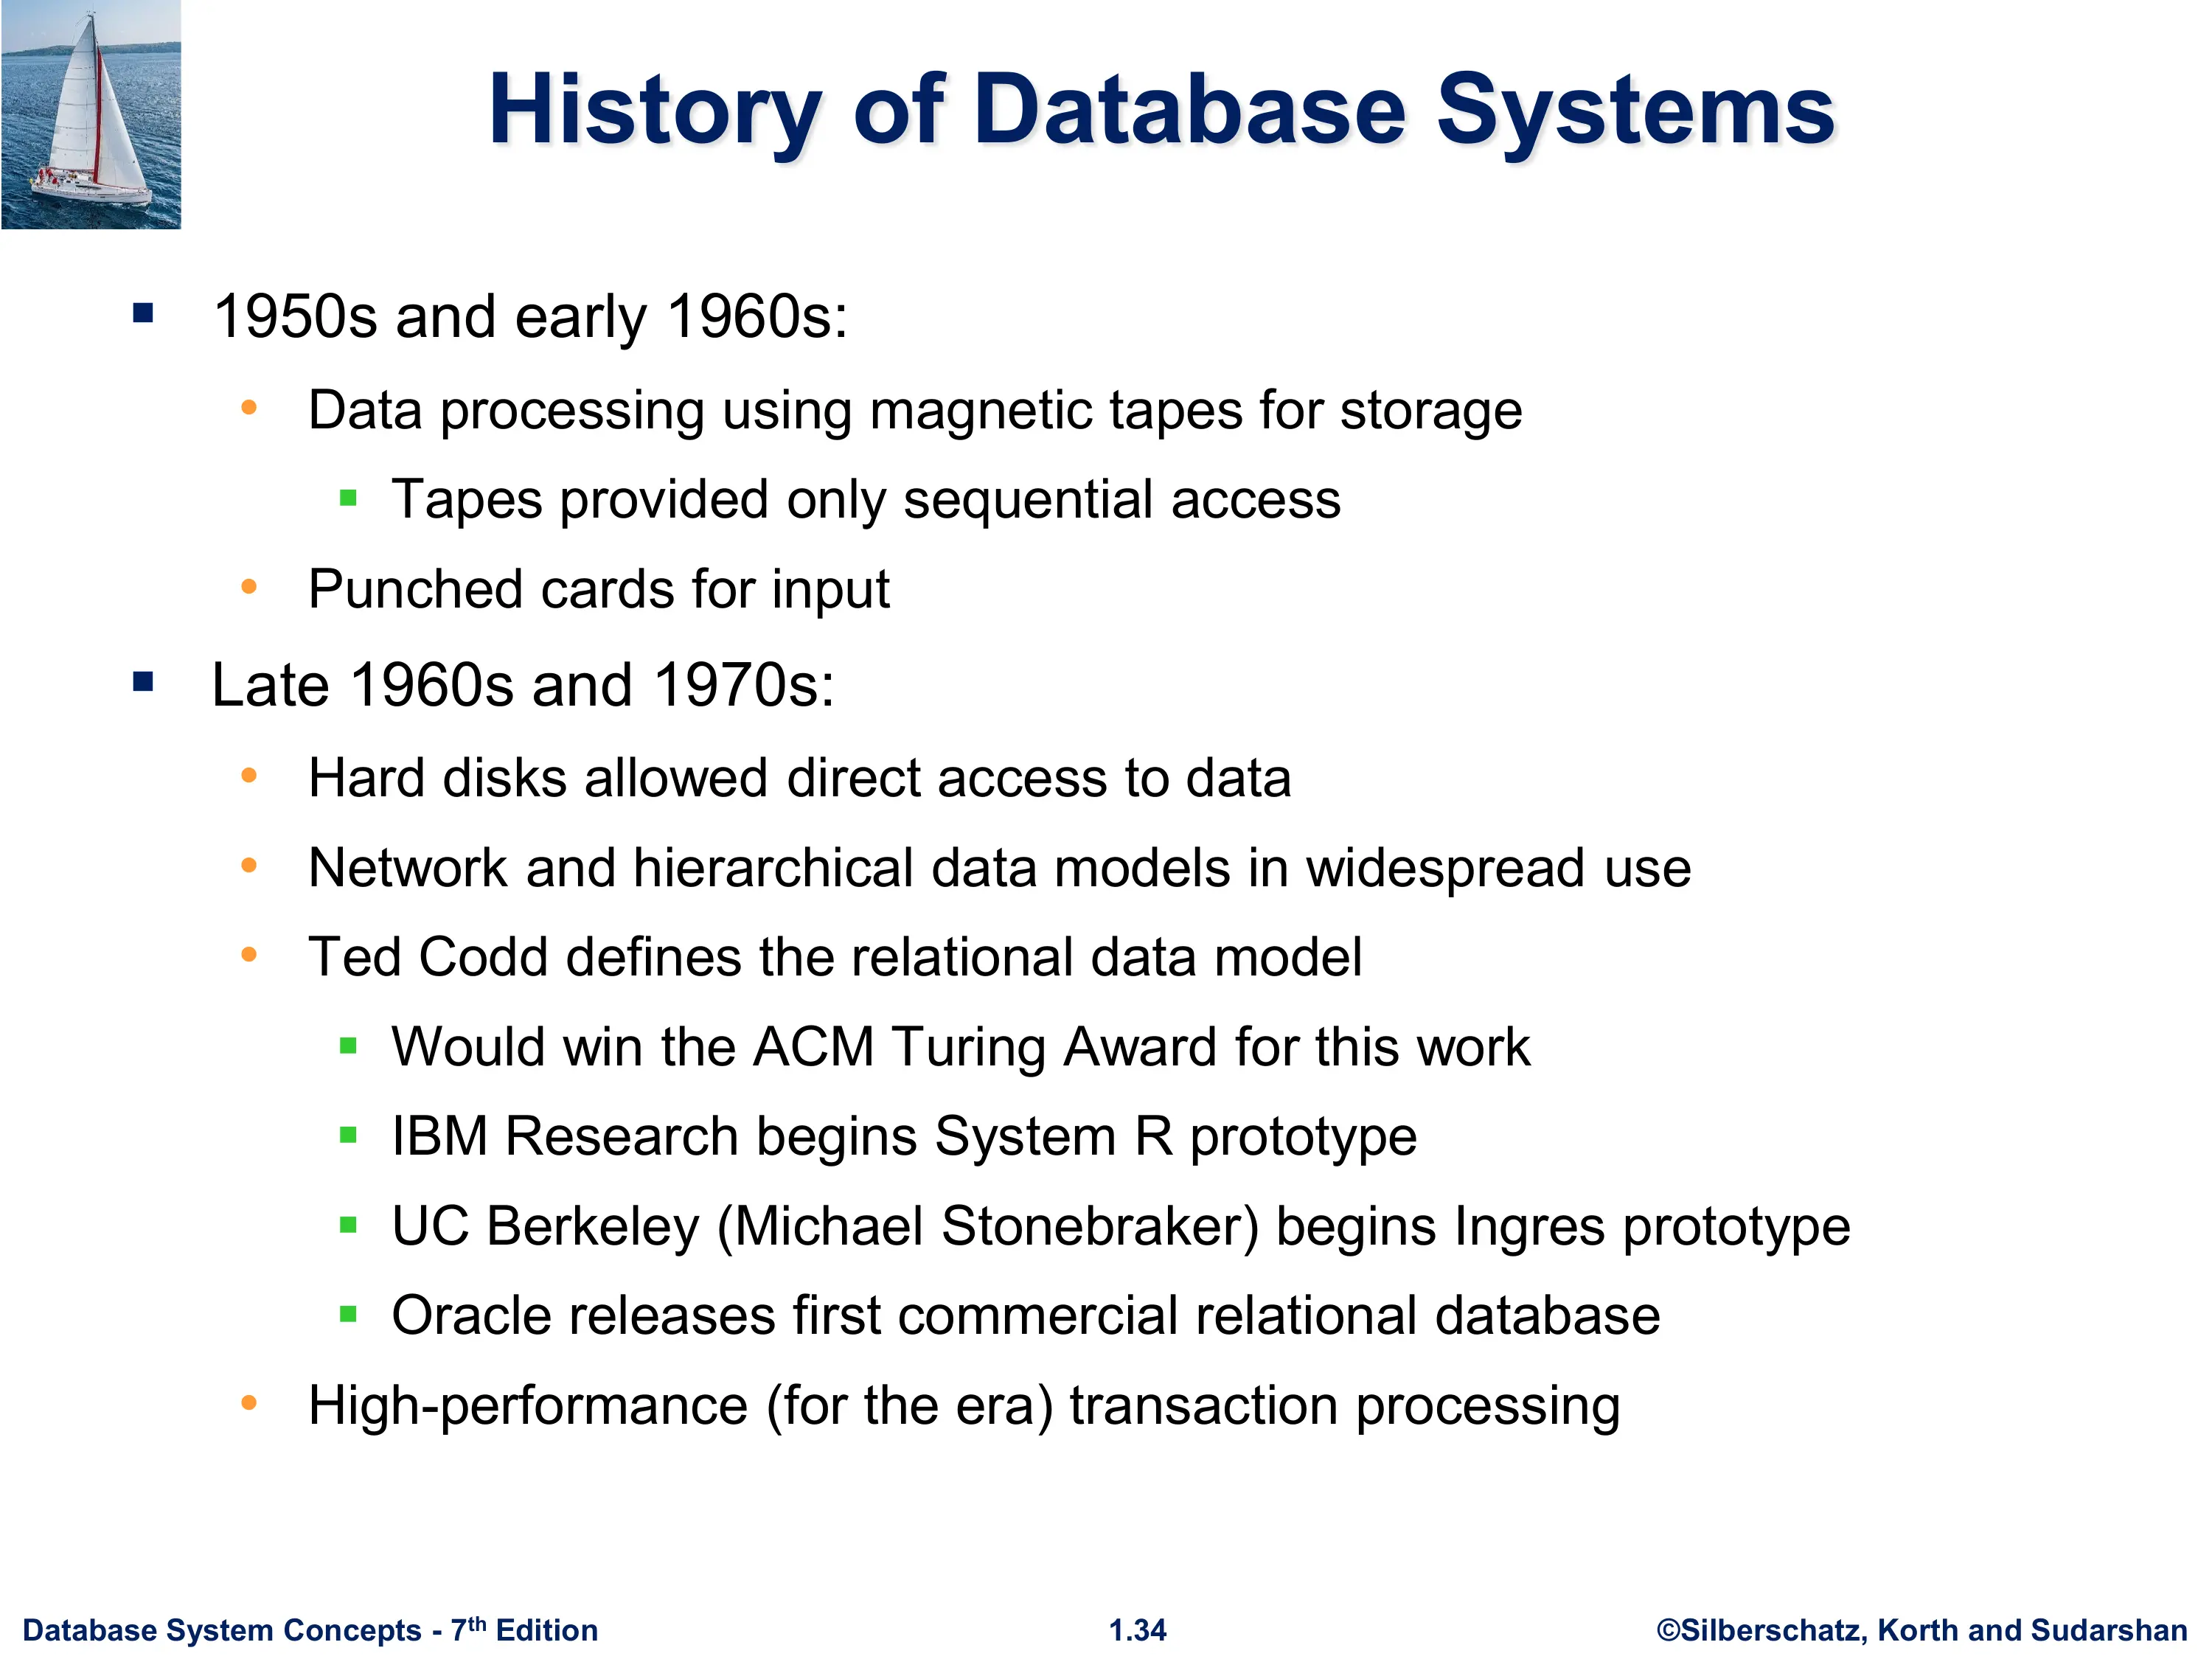 History of Database Systems
▪ 1950s and early 1960s:
• Data processing using magnetic tapes for storage
▪ Tapes provided only sequential access
• Punched cards for input
▪ Late 1960s and 1970s:
• Hard disks allowed direct access to data
• Network and hierarchical data models in widespread use
• Ted Codd defines the relational data model
▪ Would win the ACM Turing Award for this work
▪ IBM Research begins System R prototype
▪ UC Berkeley (Michael Stonebraker) begins Ingres prototype
▪ Oracle releases first commercial relational database
• High-performance (for the era) transaction processing
Database System Concepts - 7th Edition
1.34
©Silberschatz, Korth and Sudarshan